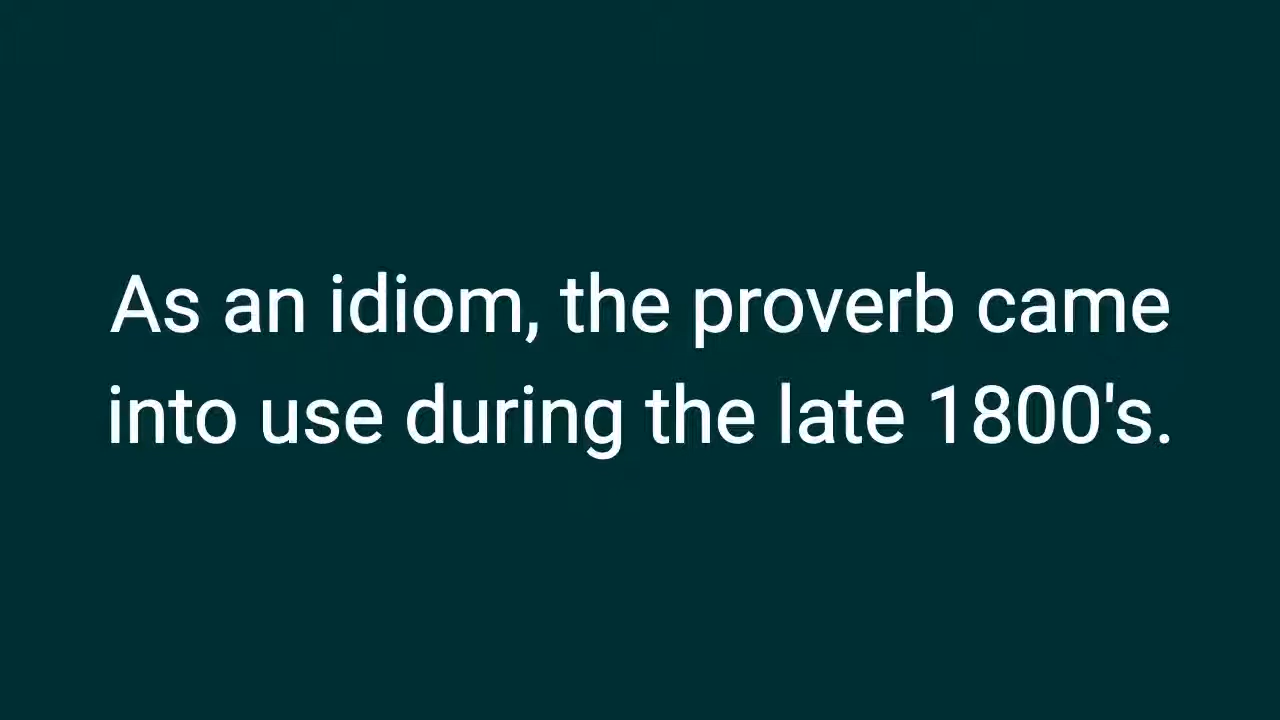 As an idiom, the proverb came
into use during the late 1800's.